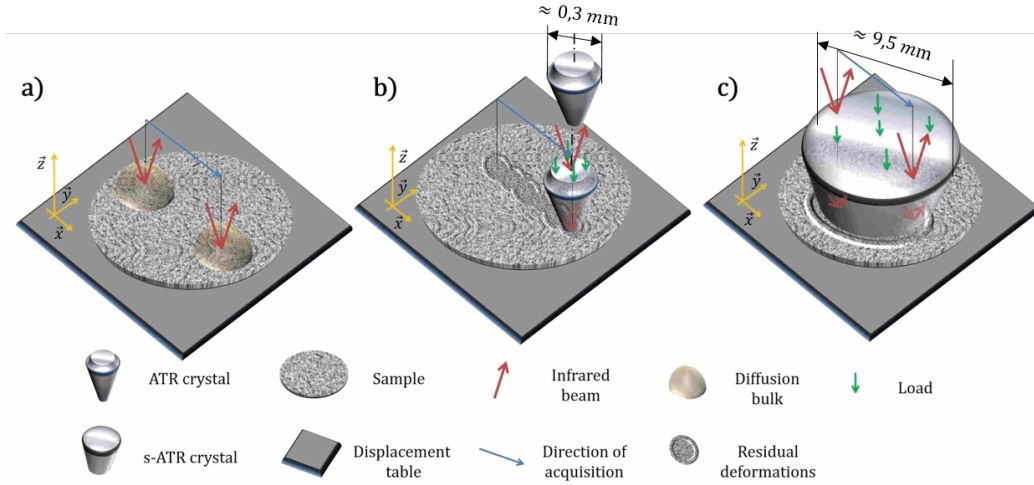 ≈ 0,3 mm
≈ 9,5 mm
a)
b)
c)
z⃗
y⃗
x⃗
z⃗
y⃗
x⃗
z⃗
y⃗
x⃗
ATR crystal
Sample
Infrared
beam
Diffusion
bulk
Load
s-ATR crystal
Displacement
table
Direction of
acquisition
Residual
deformations